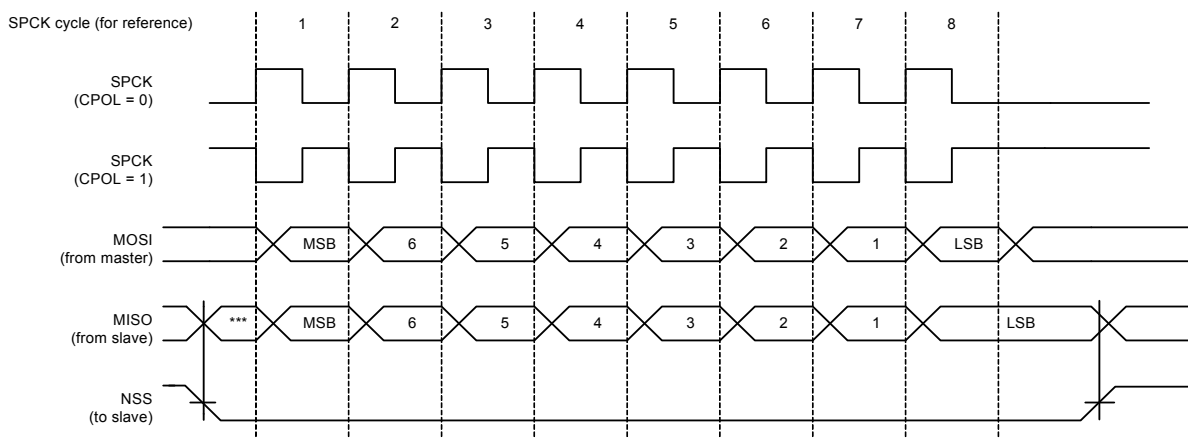 SPCK cycle (for reference) 1 2 3 4 5 6 7 8
SPCK
(CPOL = 0)
SPCK
(CPOL = 1)
MOSI
(from master)
MSB 6 5 4 3 2 1 LSB
MISO
(from slave)
*** MSB 6 5 4 3 2 1 LSB
NSS
(to slave)